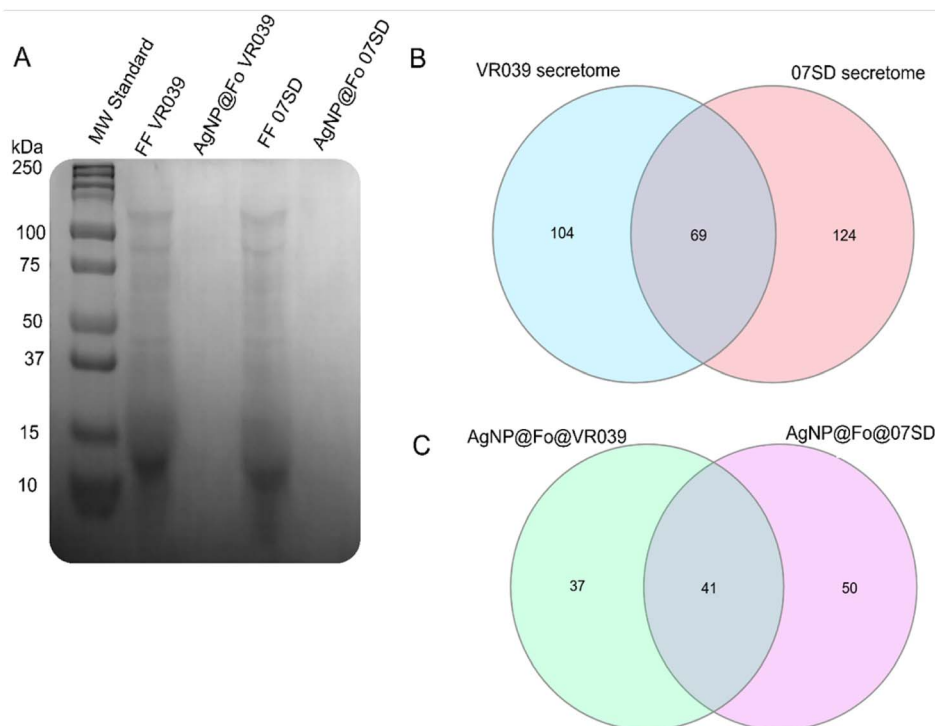 A
MW Standard
FF VR039
AgNP@Fo VR039
FF 07SD
AgNP@Fo 07SD
kDa
250
100
75
50
37
15
10
B
VR039 secretome
07SD secretome
104
69
124
C
AgNP@Fo@VR039
AgNP@Fo@07SD
37
41
50